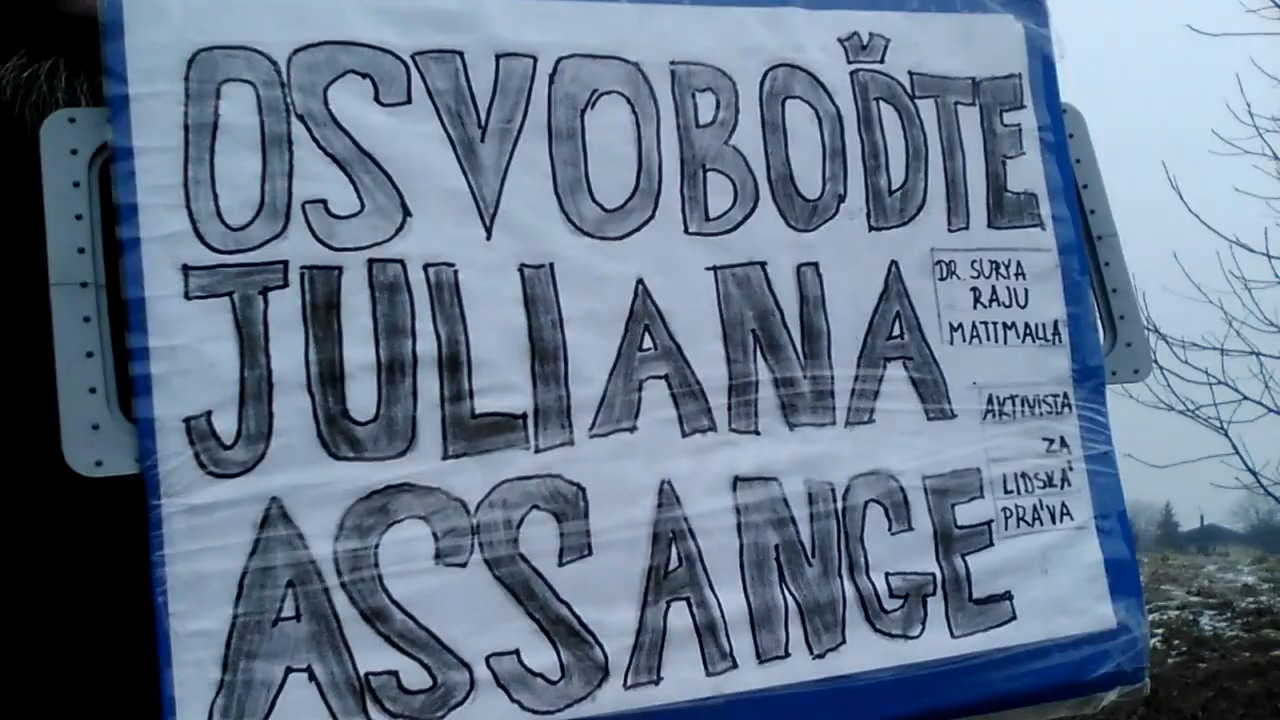 OSVOBOĎTE
JULIANA
ASSANGE
DR. SURYA
RAJU
MATTMALLA
AKTIVISTA
ZA
LIDSKÁ
PRÁVA